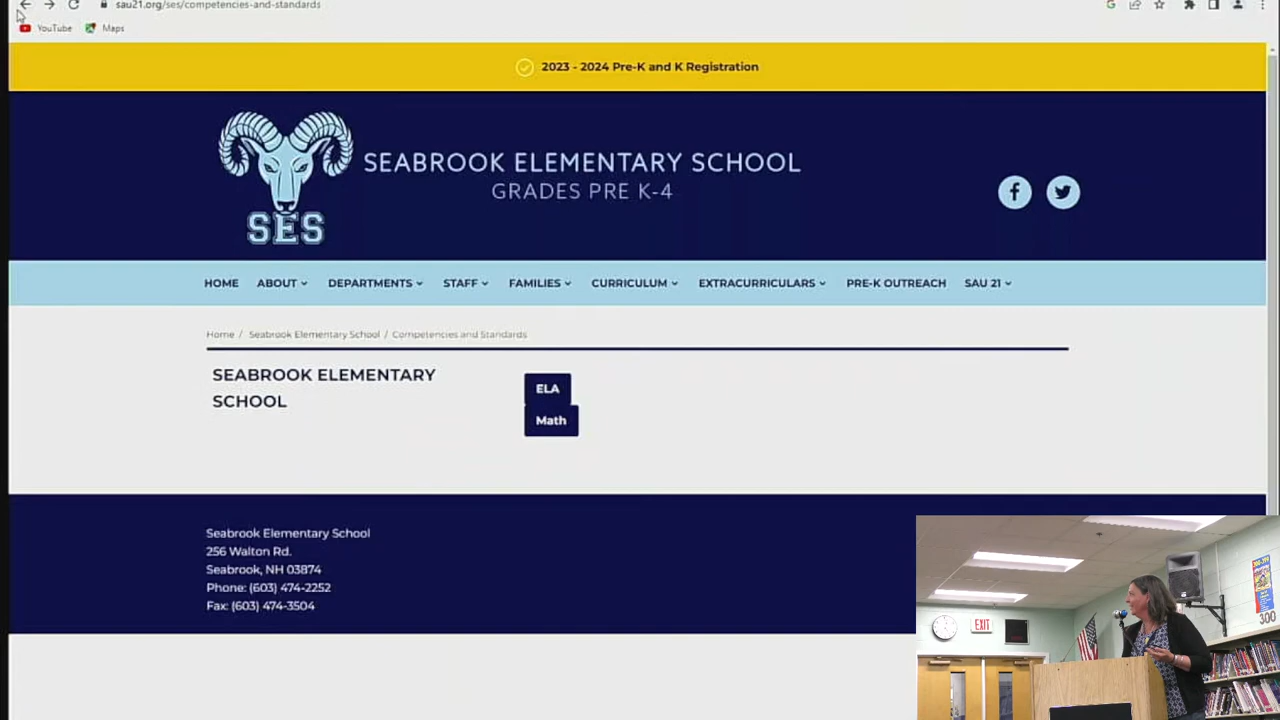 sau21.org/ses/competencies-and-standards
YouTube Maps
2023 - 2024 Pre-K and K Registration
SEABROOK ELEMENTARY SCHOOL
GRADES PRE K-4
SES
HOME ABOUT DEPARTMENTS STAFF FAMILIES CURRICULUM EXTRACURRICULARS PRE-K OUTREACH SAU 21
Home / Seabrook Elementary School / Competencies and Standards
SEABROOK ELEMENTARY
SCHOOL
ELA
Math
Seabrook Elementary School
256 Walton Rd.
Seabrook, NH 03874
Phone: (603) 474-2252
Fax: (603) 474-3504
EXIT
300